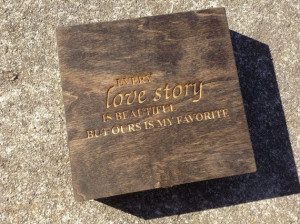 EVERY
love story
IS BEAUTIFUL
BUT OURS IS MY FAVORITE